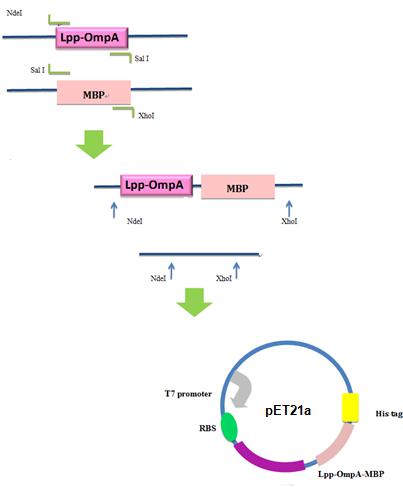 NdeI
Lpp-OmpA
Sal I
Sal I
MBP
XhoI
Lpp-OmpA
MBP
NdeI
XhoI
NdeI
XhoI
T7 promoter
pET21a
His tag
RBS
Lpp-OmpA-MBP